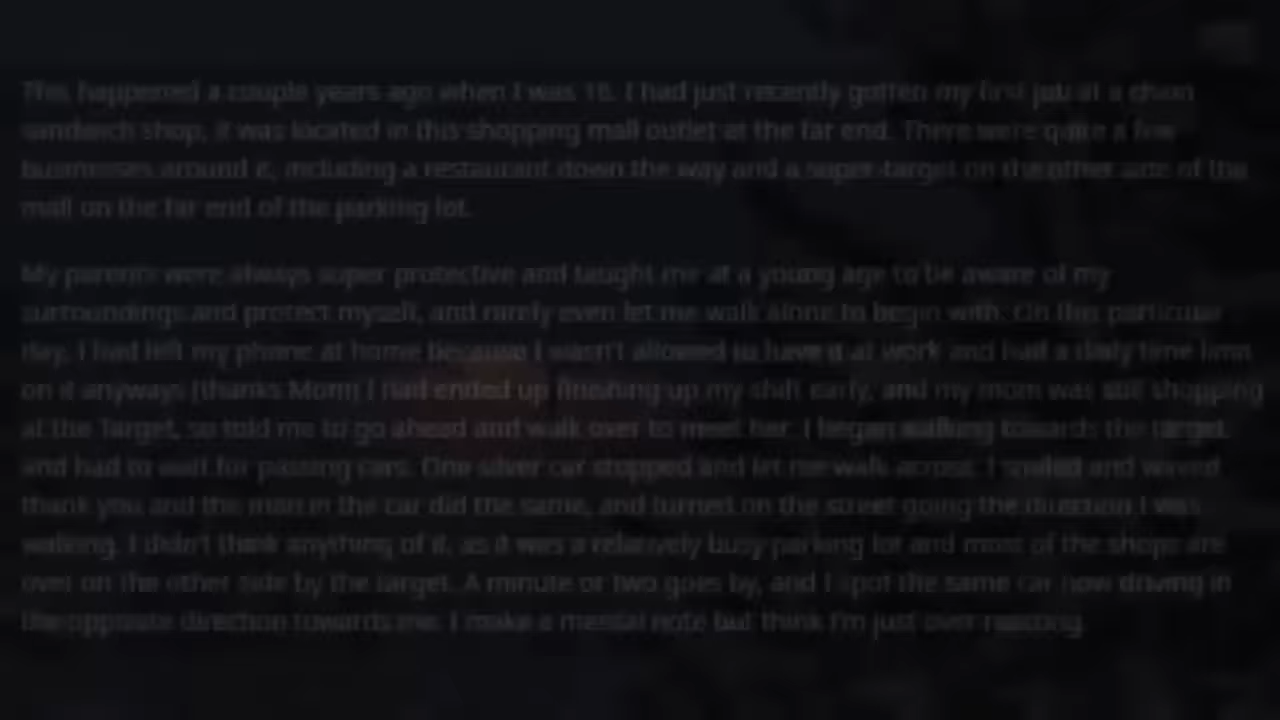 This happened a couple years ago when I was 16. I had just recently gotten my first job at a chain
sandwich shop, it was located in this shopping mall outlet at the far end. There were quite a few
businesses around it, including a restaurant down the way and a super-target on the other side of the
mall on the far end of the parking lot.
My parents were always super protective and taught me at a young age to be aware of my
surroundings and protect myself, and rarely even let me walk alone to begin with. On this particular
day, I had left my phone at home because I wasn't allowed to have it at work and had a daily time limit
on it anyways (thanks Mom) I had ended up finishing up my shift early, and my mom was still shopping
at the Target, so told me to go ahead and walk over to meet her. I began walking towards the target
and had to wait for passing cars. One silver car stopped and let me walk across. I smiled and waved
thank you and the man in the car did the same, and turned on the street going the direction I was
walking. I didn't think anything of it, as it was a relatively busy parking lot and most of the shops are
over on the other side by the target. A minute or two goes by, and I spot the same car now driving in
the opposite direction towards me. I make a mental note but think I'm just over reacting.